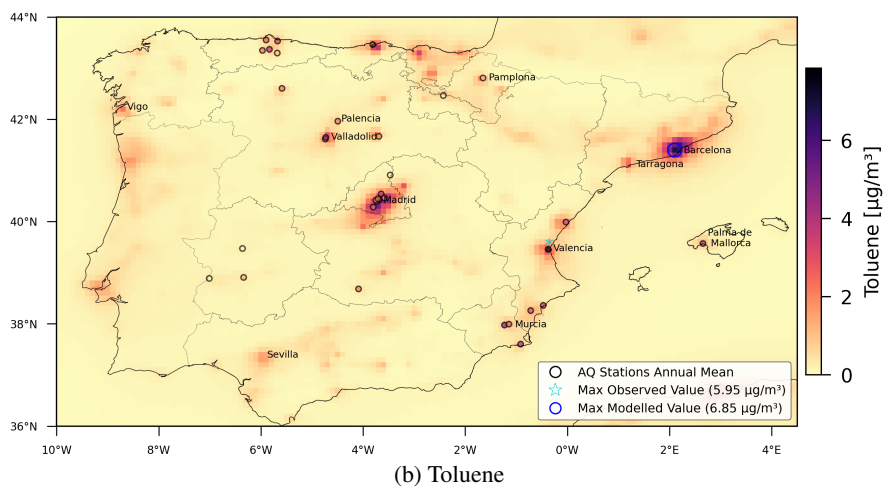 44°N
42°N
40°N
38°N
36°N
10°W
8°W
6°W
4°W
2°W
0°W
2°E
4°E
Pamplona
Vigo
Palencia
Valladolid
Barcelona
Tarragona
Madrid
Palma de
Mallorca
Valencia
Murcia
Sevilla
AQ Stations Annual Mean
Max Observed Value (5.95 μg/m³)
Max Modelled Value (6.85 μg/m³)
6
4
2
0
Toluene [μg/m³]
(b) Toluene